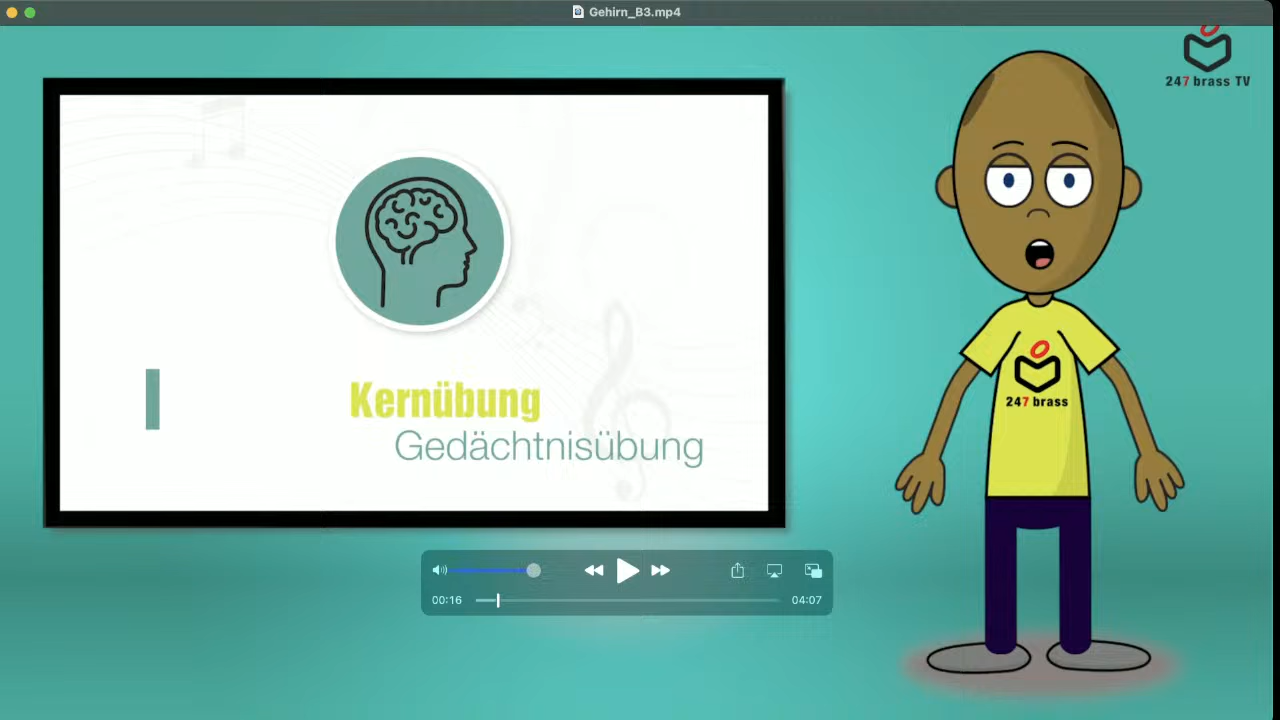 Gehirn_B3.mp4
247 brass TV
Kernübung
Gedächtnisübung
247 brass
00:16
04:07